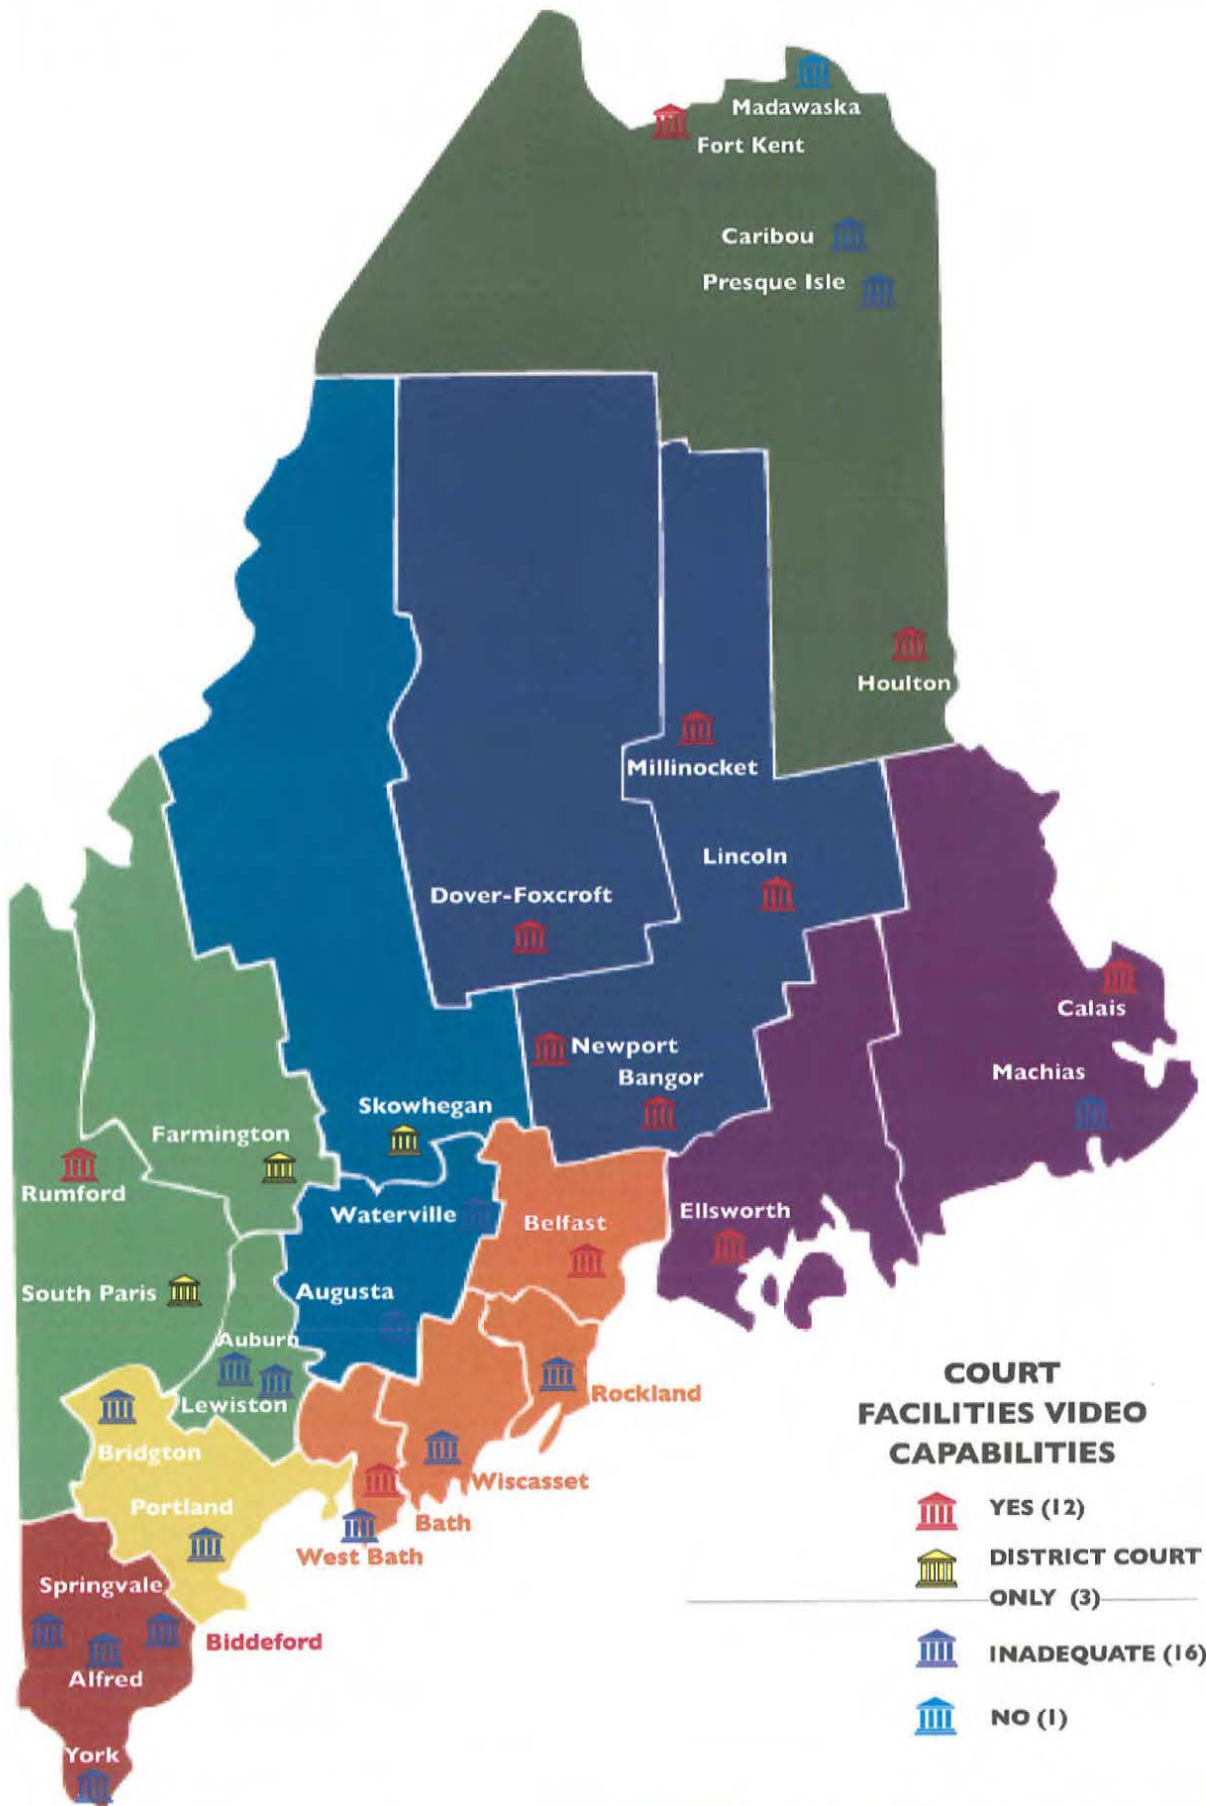 Madawaska
Fort Kent
Caribou
Presque Isle
Houlton
Millinocket
Lincoln
Dover-Foxcroft
Calais
Newport
Bangor
Machias
Skowhegan
Farmington
Rumford
Waterville
Belfast
Ellsworth
South Paris
Augusta
Auburn
Lewiston
Rockland
Bridgton
Wiscasset
Portland
Bath
West Bath
Springvale
Biddeford
Alfred
York
COURT
FACILITIES VIDEO
CAPABILITIES
YES (12)
DISTRICT COURT
ONLY (3)
INADEQUATE (16)
NO (1)